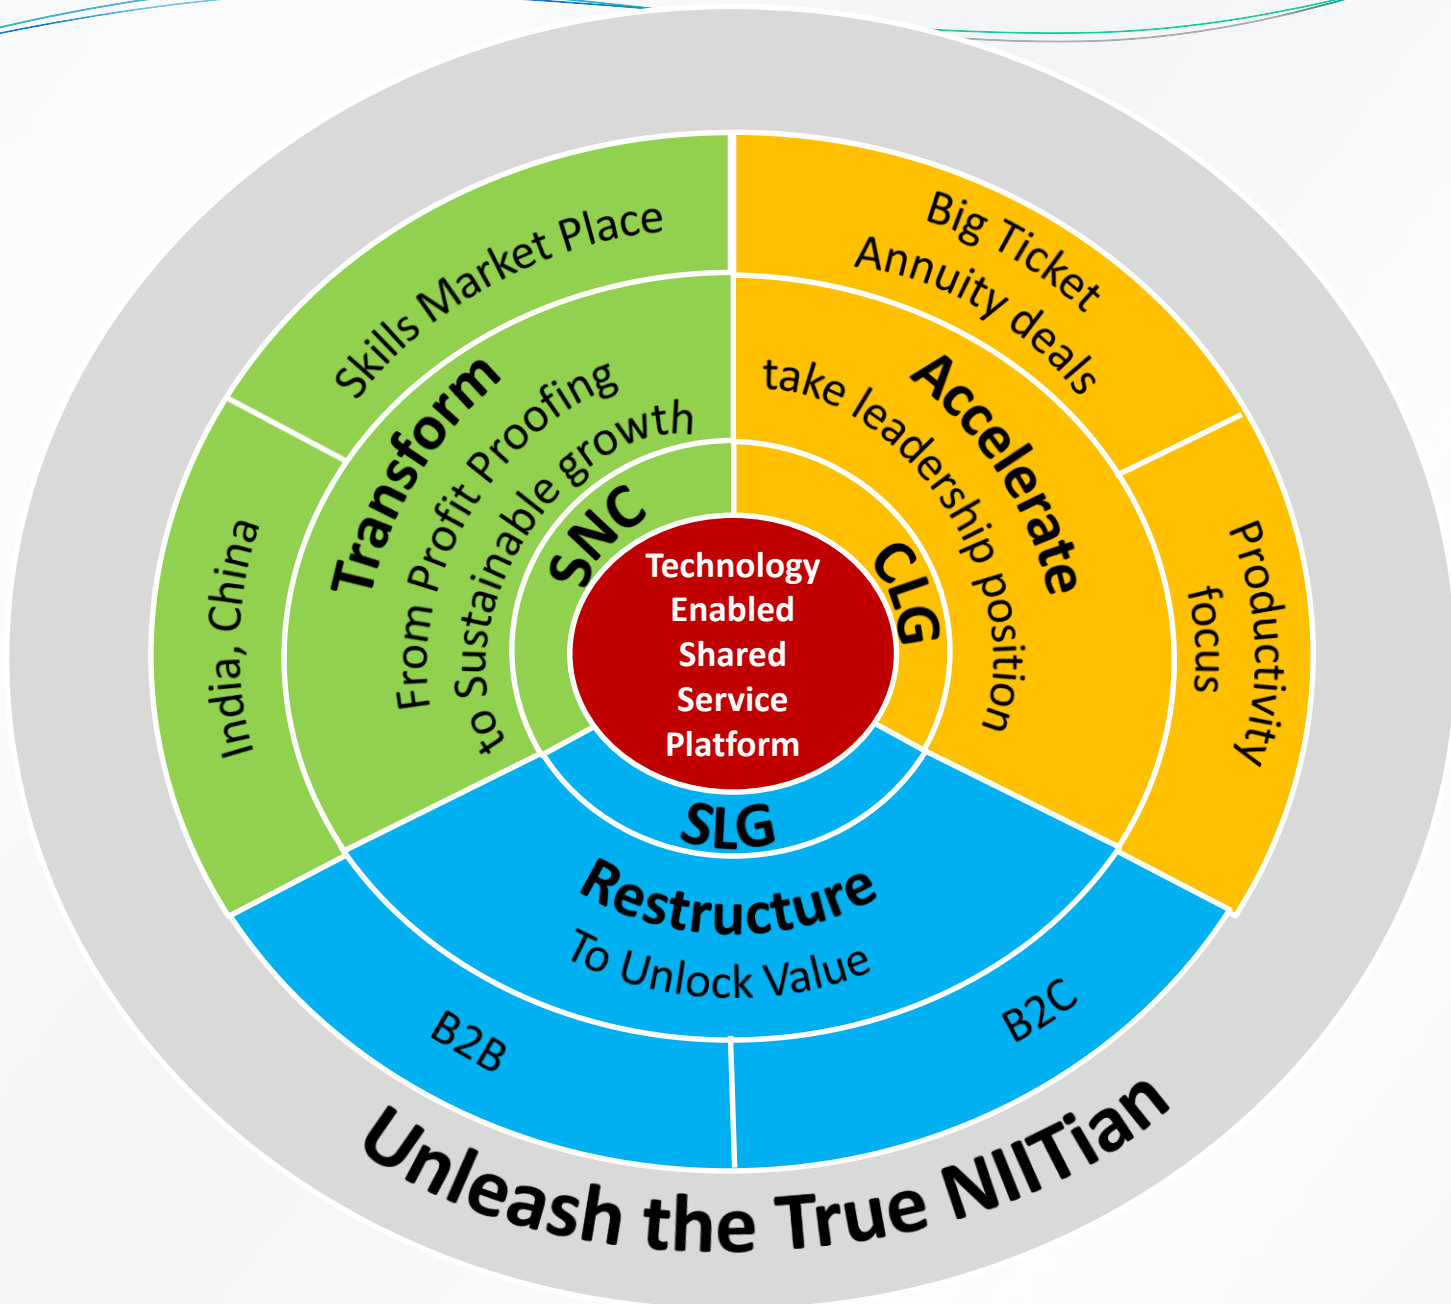 Skills Market Place
India, China
Transform
From Profit Proofing
to Sustainable growth
SNC
Big Ticket
Annuity deals
Productivity
focus
Accelerate
take leadership position
CLG
Technology
Enabled
Shared
Service
Platform
SLG
Restructure
To Unlock Value
B2B
B2C
Unleash the True NIITian